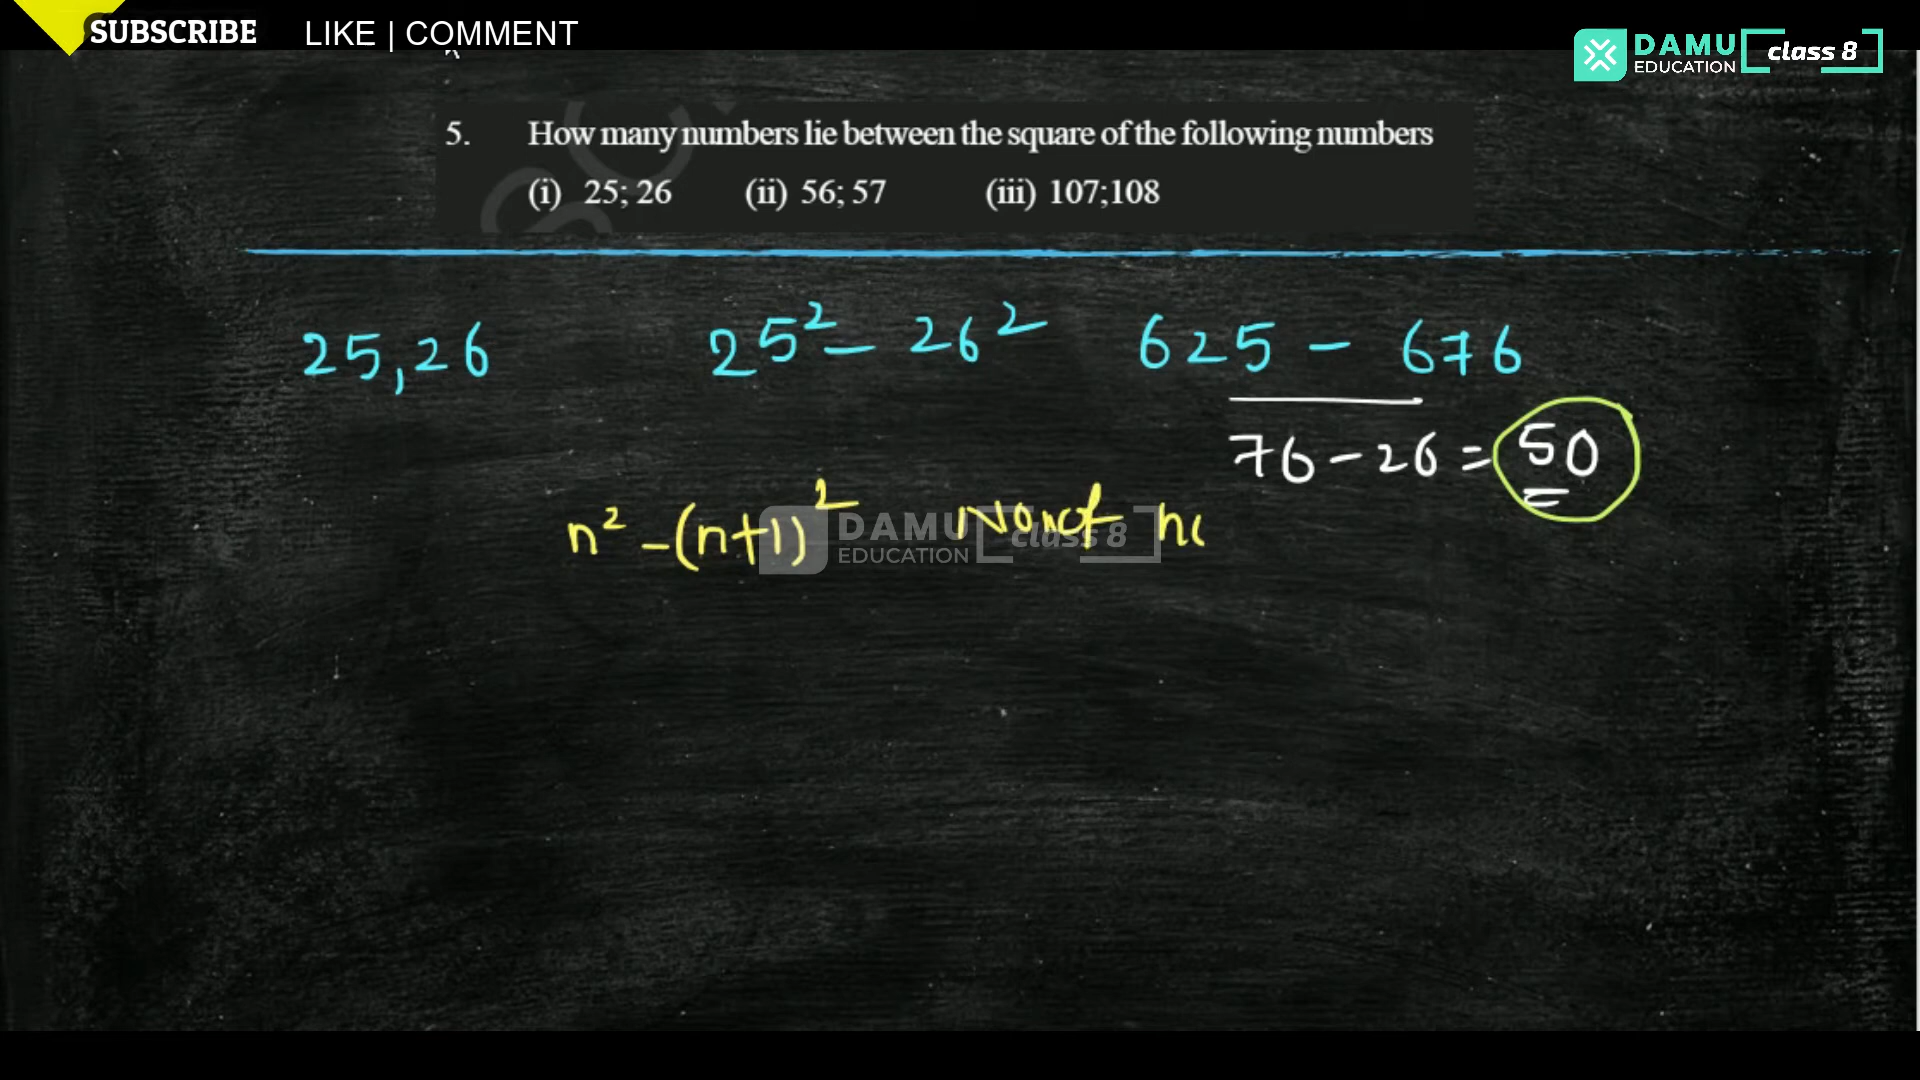 SUBSCRIBE LIKE | COMMENT
DAMU EDUCATION class 8
5. How many numbers lie between the square of the following numbers
(i) 25; 26 (ii) 56; 57 (iii) 107;108
25,26 25² – 26² 625 – 676
76 – 26 = 50
n² – (n+1)² No of
DAMU EDUCATION class 8